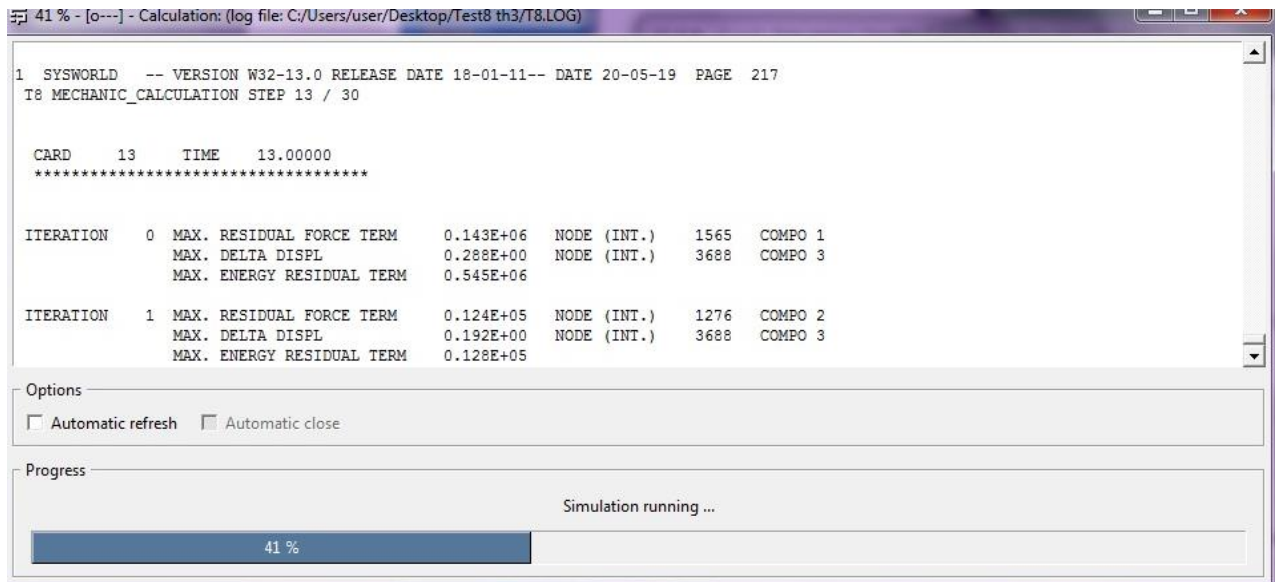 41 % - [o---] - Calculation: (log file: C:/Users/user/Desktop/Test8 th3/T8.LOG)
1 SYSWORLD -- VERSION W32-13.0 RELEASE DATE 18-01-11-- DATE 20-05-19 PAGE 217
T8 MECHANIC_CALCULATION STEP 13 / 30
CARD 13 TIME 13.00000
************************************
ITERATION 0 MAX. RESIDUAL FORCE TERM 0.143E+06 NODE (INT.) 1565 COMPO 1
MAX. DELTA DISPL 0.288E+00 NODE (INT.) 3688 COMPO 3
MAX. ENERGY RESIDUAL TERM 0.545E+06
ITERATION 1 MAX. RESIDUAL FORCE TERM 0.124E+05 NODE (INT.) 1276 COMPO 2
MAX. DELTA DISPL 0.192E+00 NODE (INT.) 3688 COMPO 3
MAX. ENERGY RESIDUAL TERM 0.128E+05
Options
Automatic refresh Automatic close
Progress
Simulation running ...
41 %